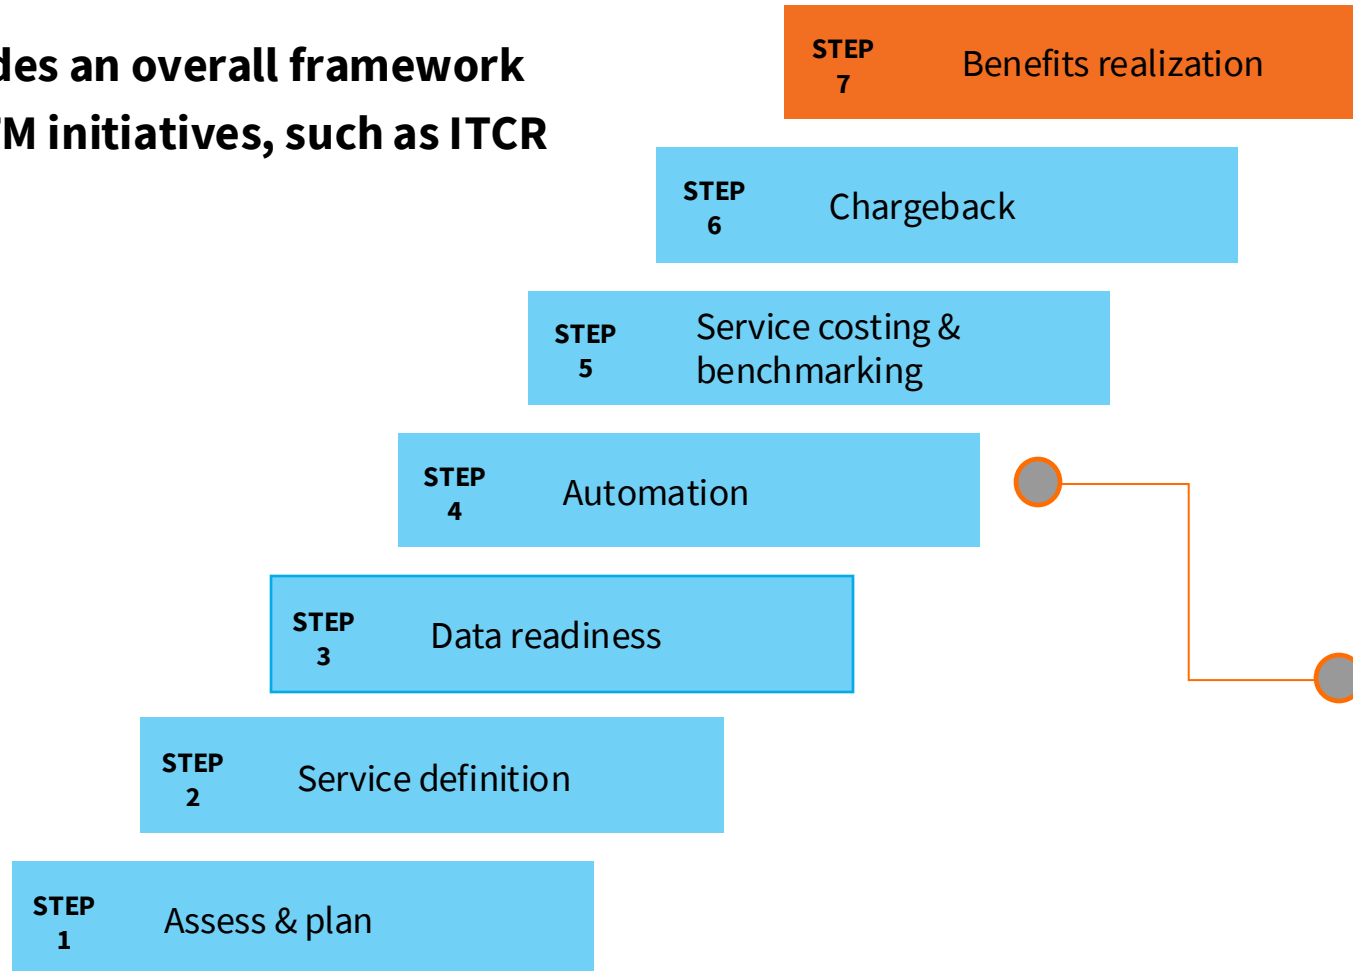 des an overall framework
M initiatives, such as ITCR
STEP
7
Benefits realization
STEP
6
Chargeback
STEP
5
Service costing &
benchmarking
STEP
4
Automation
STEP
3
Data readiness
STEP
2
Service definition
STEP
1
Assess & plan